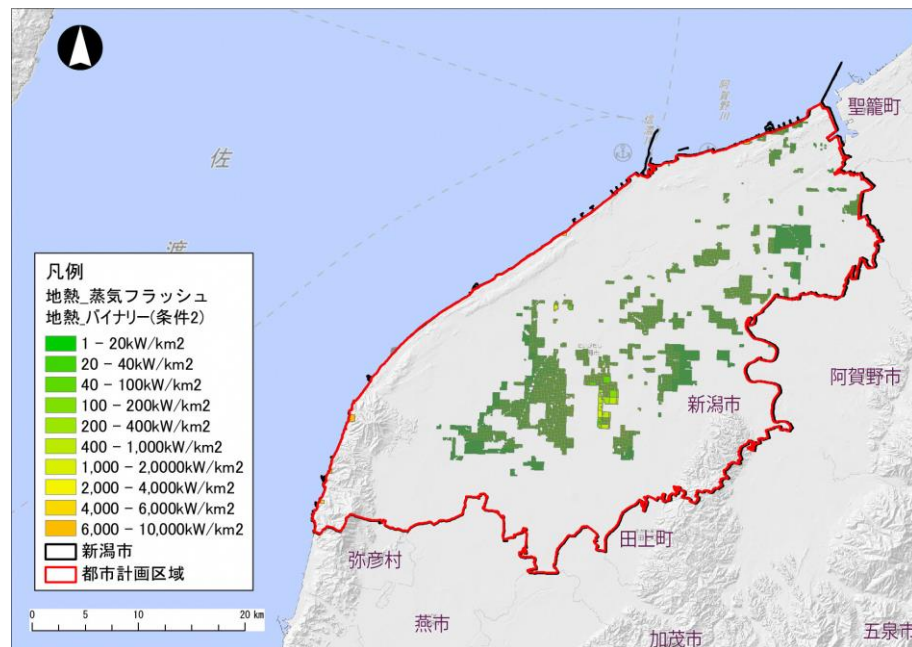 聖籠町
阿賀野川
佐
渡
凡例
地熱_蒸気フラッシュ
地熱_バイナリー(条件2)
1 - 20kW/km2
20 - 40kW/km2
40 - 100kW/km2
100 - 200kW/km2
200 - 400kW/km2
400 - 1,000kW/km2
1,000 - 2,0000kW/km2
2,000 - 4,000kW/km2
4,000 - 6,000kW/km2
6,000 - 10,000kW/km2
新潟市
都市計画区域
阿賀野市
新潟市
田上町
弥彦村
燕市
加茂市
五泉市
0 5 10 20 km